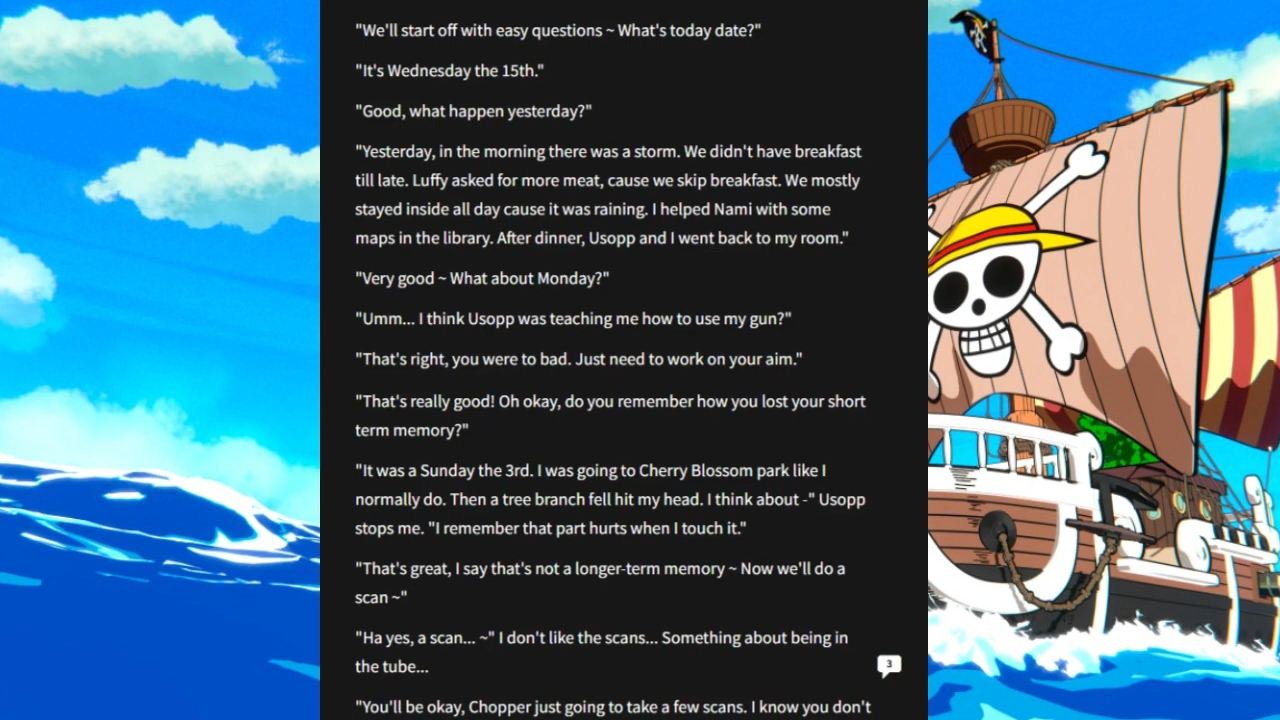 "We'll start off with easy questions ~ What's today date?"
"It's Wednesday the 15th."
"Good, what happen yesterday?"
"Yesterday, in the morning there was a storm. We didn't have breakfast
till late. Luffy asked for more meat, cause we skip breakfast. We mostly
stayed inside all day cause it was raining. I helped Nami with some
maps in the library. After dinner, Usopp and I went back to my room."
"Very good ~ What about Monday?"
"Umm... I think Usopp was teaching me how to use my gun?"
"That's right, you were to bad. Just need to work on your aim."
"That's really good! Oh okay, do you remember how you lost your short
term memory?"
"It was a Sunday the 3rd. I was going to Cherry Blossom park like I
normally do. Then a tree branch fell hit my head. I think about -" Usopp
stops me. "I remember that part hurts when I touch it."
"That's great, I say that's not a longer-term memory ~ Now we'll do a
scan ~"
"Ha yes, a scan... ~" I don't like the scans... Something about being in
the tube...
3
"You'll be okay, Chopper just going to take a few scans. I know you don't